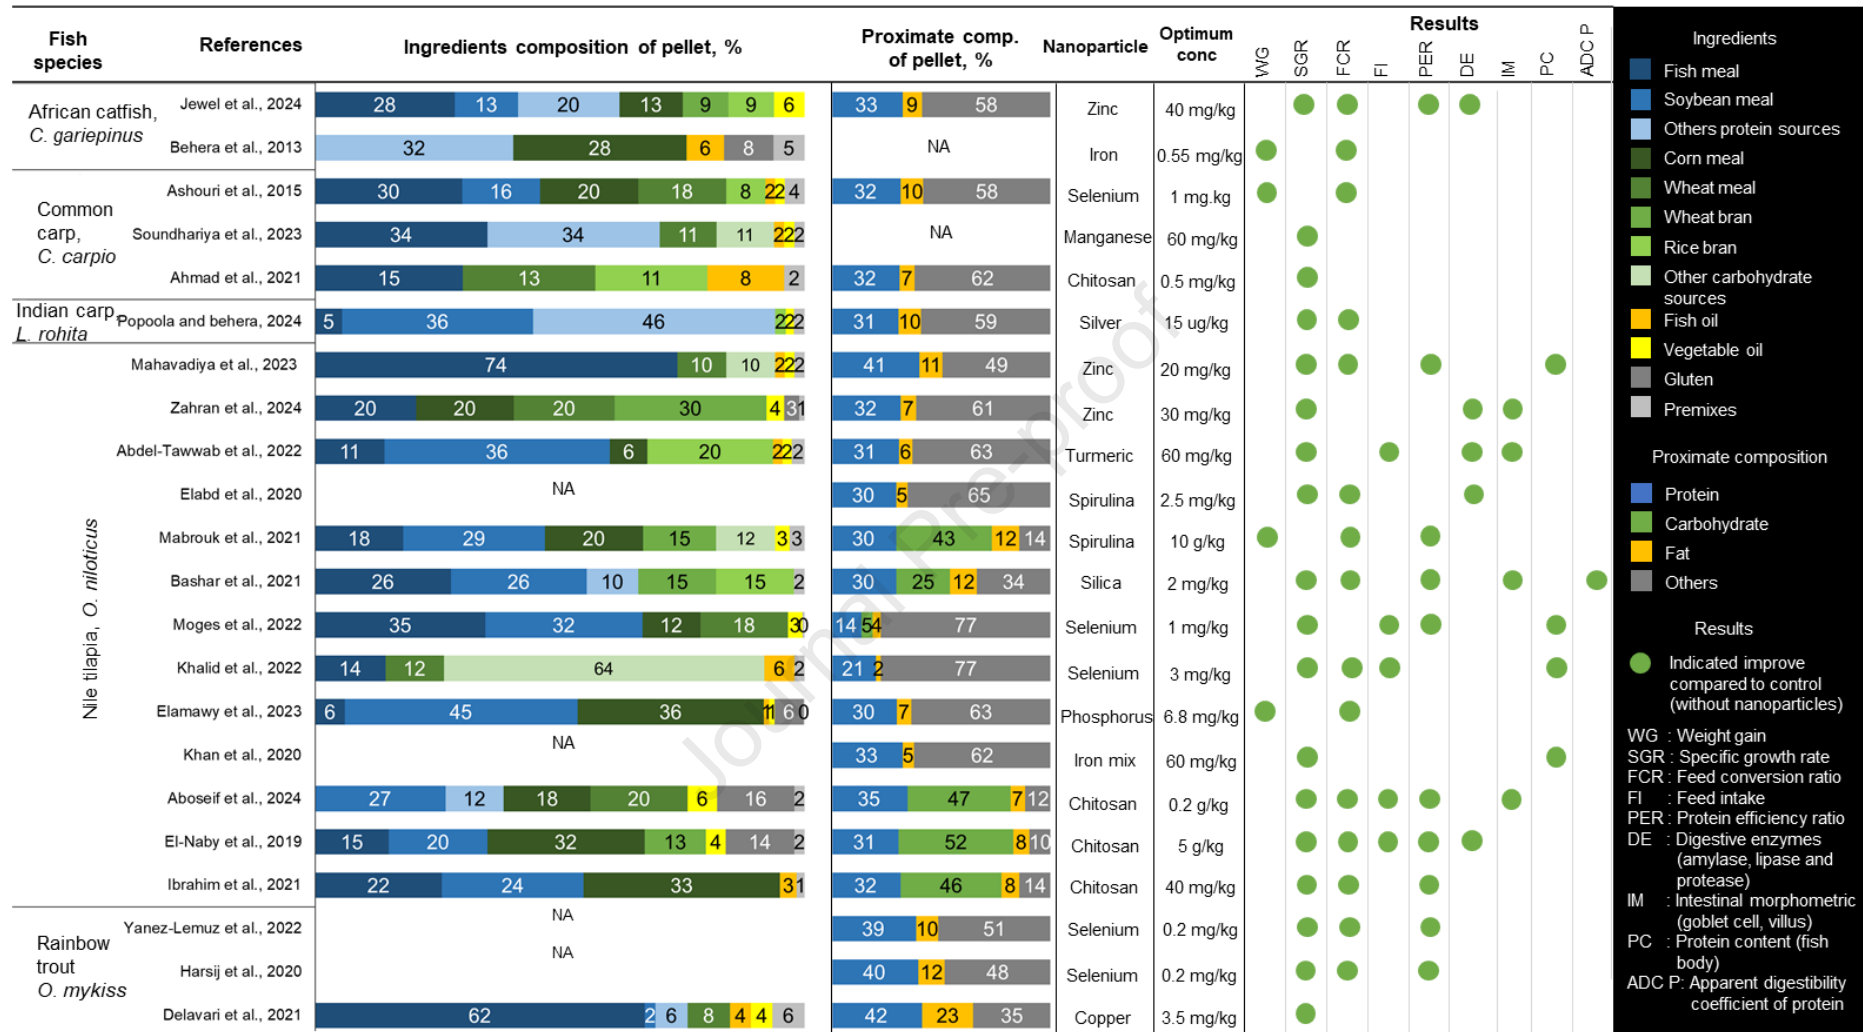 Fish species
References
Ingredients composition of pellet, %
Proximate comp. of pellet, %
Nanoparticle
Optimum conc
Results
WG SGR FCR FI PER DE IM PC ADC P
African catfish,
C. gariepinus
Jewel et al., 2024 28 13 20 13 9 9 6 33 9 58 Zinc 40 mg/kg
Behera et al., 2013 32 28 6 8 5 NA Iron 0.55 mg/kg
Common
carp,
C. carpio
Ashouri et al., 2015 30 16 20 18 8 2 2 4 32 10 58 Selenium 1 mg.kg
Soundhariya et al., 2023 34 34 11 11 2 2 2 NA Manganese 60 mg/kg
Ahmad et al., 2021 15 13 11 8 2 32 7 62 Chitosan 0.5 mg/kg
Indian carp,
L. rohita
Popoola and behera, 2024 5 36 46 2 2 2 31 10 59 Silver 15 ug/kg
Nile tilapia, O. niloticus
Mahavadiya et al., 2023 74 10 10 2 2 2 41 11 49 Zinc 20 mg/kg
Zahran et al., 2024 20 20 20 30 4 3 1 32 7 61 Zinc 30 mg/kg
Abdel-Tawwab et al., 2022 11 36 6 20 2 2 2 31 6 63 Turmeric 60 mg/kg
Elabd et al., 2020 NA 30 5 65 Spirulina 2.5 mg/kg
Mabrouk et al., 2021 18 29 20 15 12 3 3 30 43 12 14 Spirulina 10 g/kg
Bashar et al., 2021 26 26 10 15 15 2 30 25 12 34 Silica 2 mg/kg
Moges et al., 2022 35 32 12 18 3 0 14 5 4 77 Selenium 1 mg/kg
Khalid et al., 2022 14 12 64 6 2 21 2 77 Selenium 3 mg/kg
Elamawy et al., 2023 6 45 36 1 1 6 0 30 7 63 Phosphorus 6.8 mg/kg
Khan et al., 2020 NA 33 5 62 Iron mix 60 mg/kg
Aboseif et al., 2024 27 12 18 20 6 16 2 35 47 7 12 Chitosan 0.2 g/kg
El-Naby et al., 2019 15 20 32 13 4 14 2 31 52 8 10 Chitosan 5 g/kg
Ibrahim et al., 2021 22 24 33 3 1 32 46 8 14 Chitosan 40 mg/kg
Rainbow
trout
O. mykiss
Yanez-Lemuz et al., 2022 NA 39 10 51 Selenium 0.2 mg/kg
Harsij et al., 2020 NA 40 12 48 Selenium 0.2 mg/kg
Delavari et al., 2021 62 2 6 8 4 4 6 42 23 35 Copper 3.5 mg/kg
Journal Pre-proof
Ingredients
Fish meal
Soybean meal
Others protein sources
Corn meal
Wheat meal
Wheat bran
Rice bran
Other carbohydrate
sources
Fish oil
Vegetable oil
Gluten
Premixes
Proximate composition
Protein
Carbohydrate
Fat
Others
Results
Indicated improve
compared to control
(without nanoparticles)
WG : Weight gain
SGR : Specific growth rate
FCR : Feed conversion ratio
FI : Feed intake
PER : Protein efficiency ratio
DE : Digestive enzymes
(amylase, lipase and
protease)
IM : Intestinal morphometric
(goblet cell, villus)
PC : Protein content (fish
body)
ADC P: Apparent digestibility
coefficient of protein